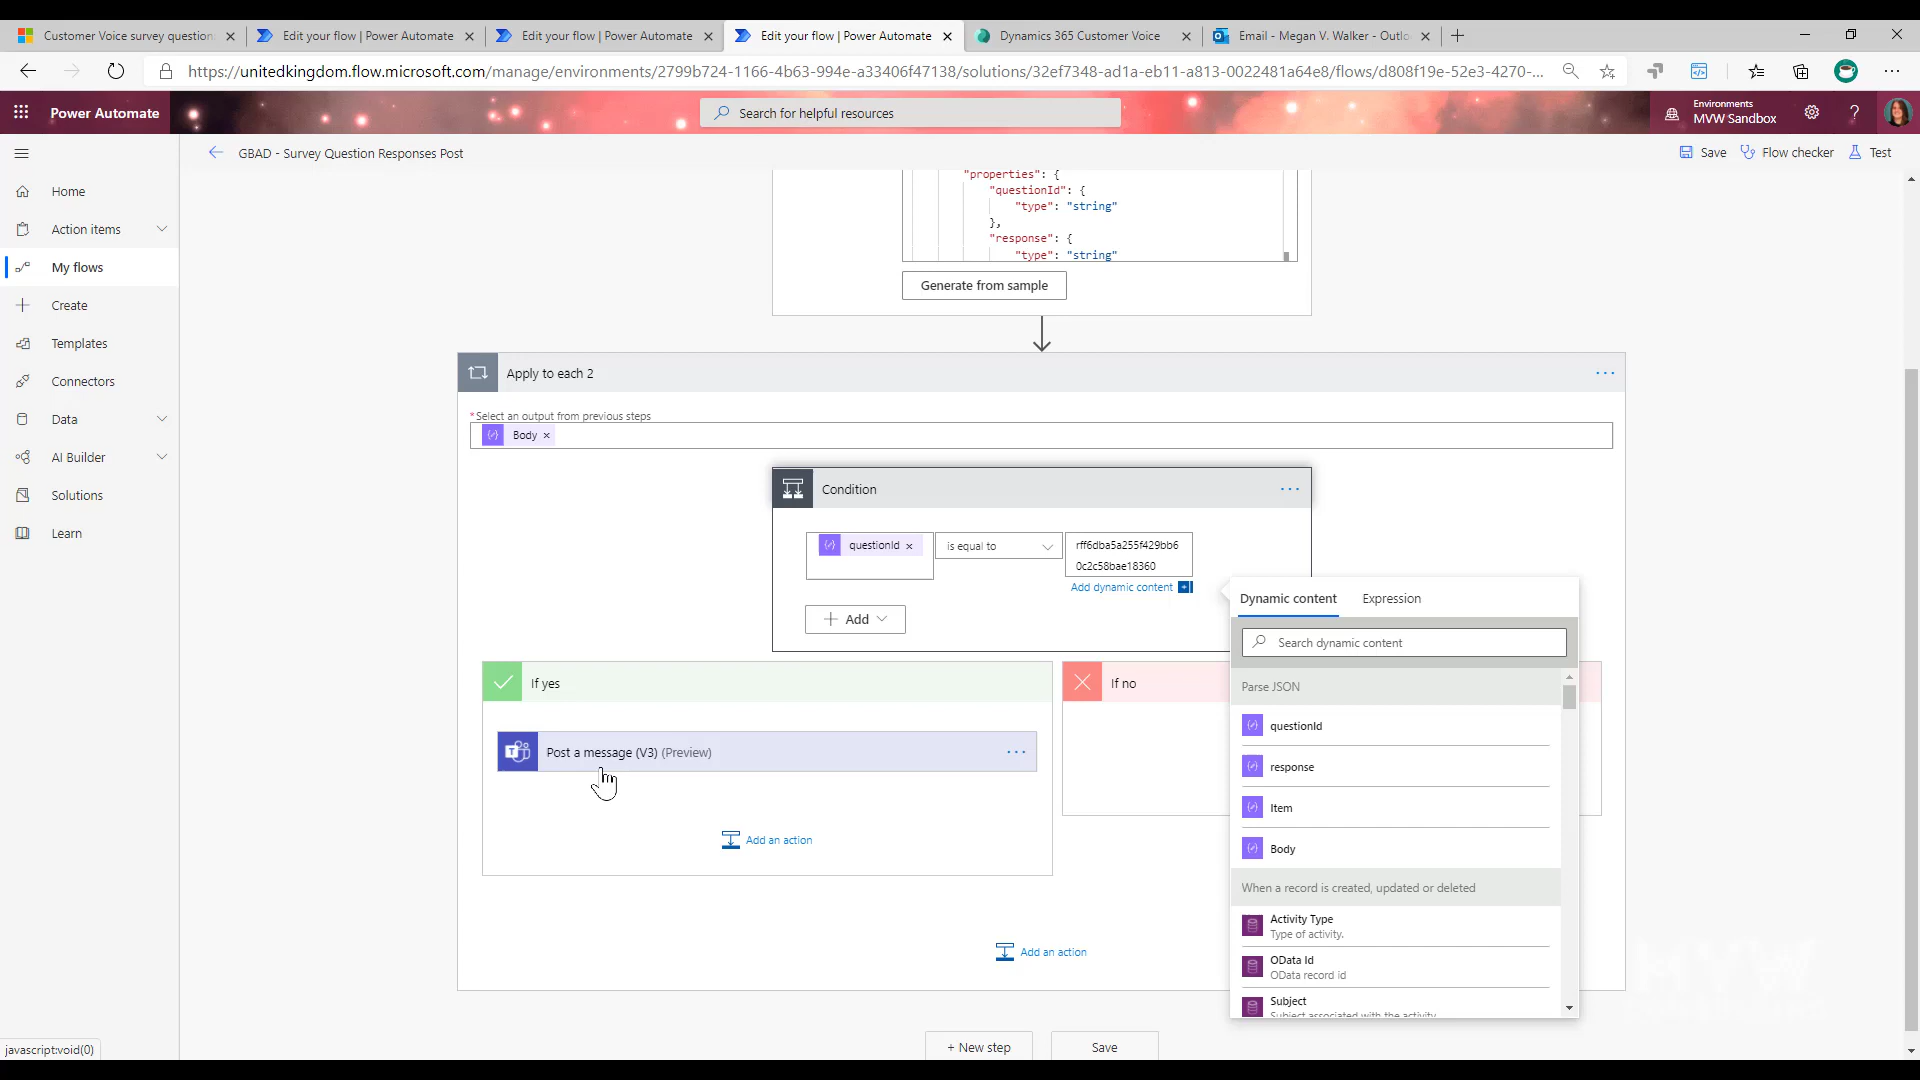 Customer Voice survey question
Edit your flow | Power Automate
Edit your flow | Power Automate
Edit your flow | Power Automate
Dynamics 365 Customer Voice
Email - Megan V. Walker - Outlo
https://unitedkingdom.flow.microsoft.com/manage/environments/2799b724-1166-4b63-994e-a33406f47138/solutions/32ef7348-ad1a-eb11-a813-0022481a64e8/flows/d808f19e-52e3-4270-...
Power Automate
Search for helpful resources
Environments
MVW Sandbox
GBAD - Survey Question Responses Post
Save
Flow checker
Test
Home
Action items
My flows
Create
Templates
Connectors
Data
AI Builder
Solutions
Learn
"properties": {
"questionId": {
"type": "string"
},
"response": {
"type": "string"
Generate from sample
Apply to each 2
* Select an output from previous steps
Body ×
Condition
questionId ×
is equal to
rff6dba5a255f429bb6
0c2c58bae18360
Add dynamic content
Add
If yes
If no
Post a message (V3) (Preview)
Add an action
Add an action
+ New step
Save
Dynamic content
Expression
Search dynamic content
Parse JSON
questionId
response
Item
Body
When a record is created, updated or deleted
Activity Type
Type of activity.
OData Id
OData record id
Subject
Subject associated with the activity
javascript:void(0)